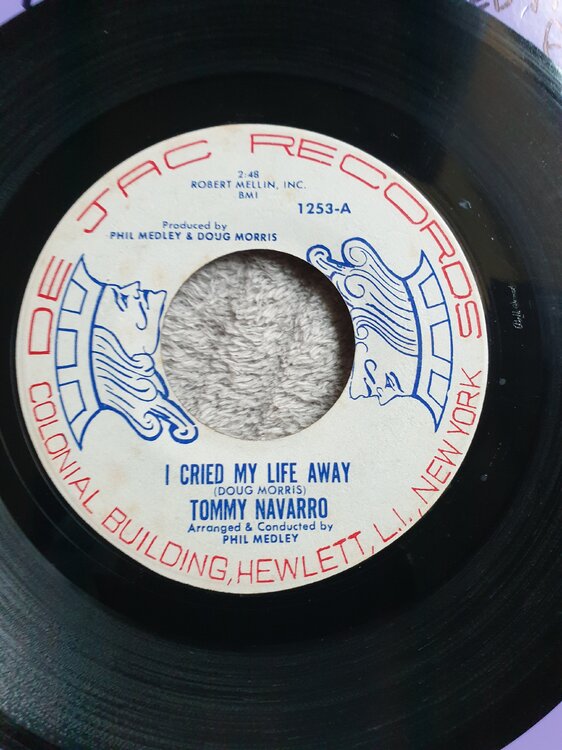 DE JAC RECORDS
2:48
ROBERT MELLIN, INC.
BMI
1253-A
Produced by
PHIL MEDLEY & DOUG MORRIS
I CRIED MY LIFE AWAY
(DOUG MORRIS)
TOMMY NAVARRO
Arranged & Conducted by
PHIL MEDLEY
COLONIAL BUILDING, HEWLETT, L.I., NEW YORK